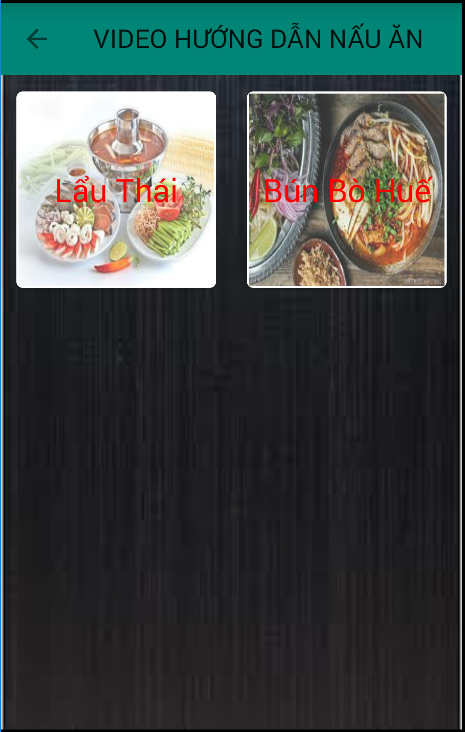 VIDEO HƯỚNG DẪN NẤU ĂN
Lẩu Thái
Bún Bò Huế